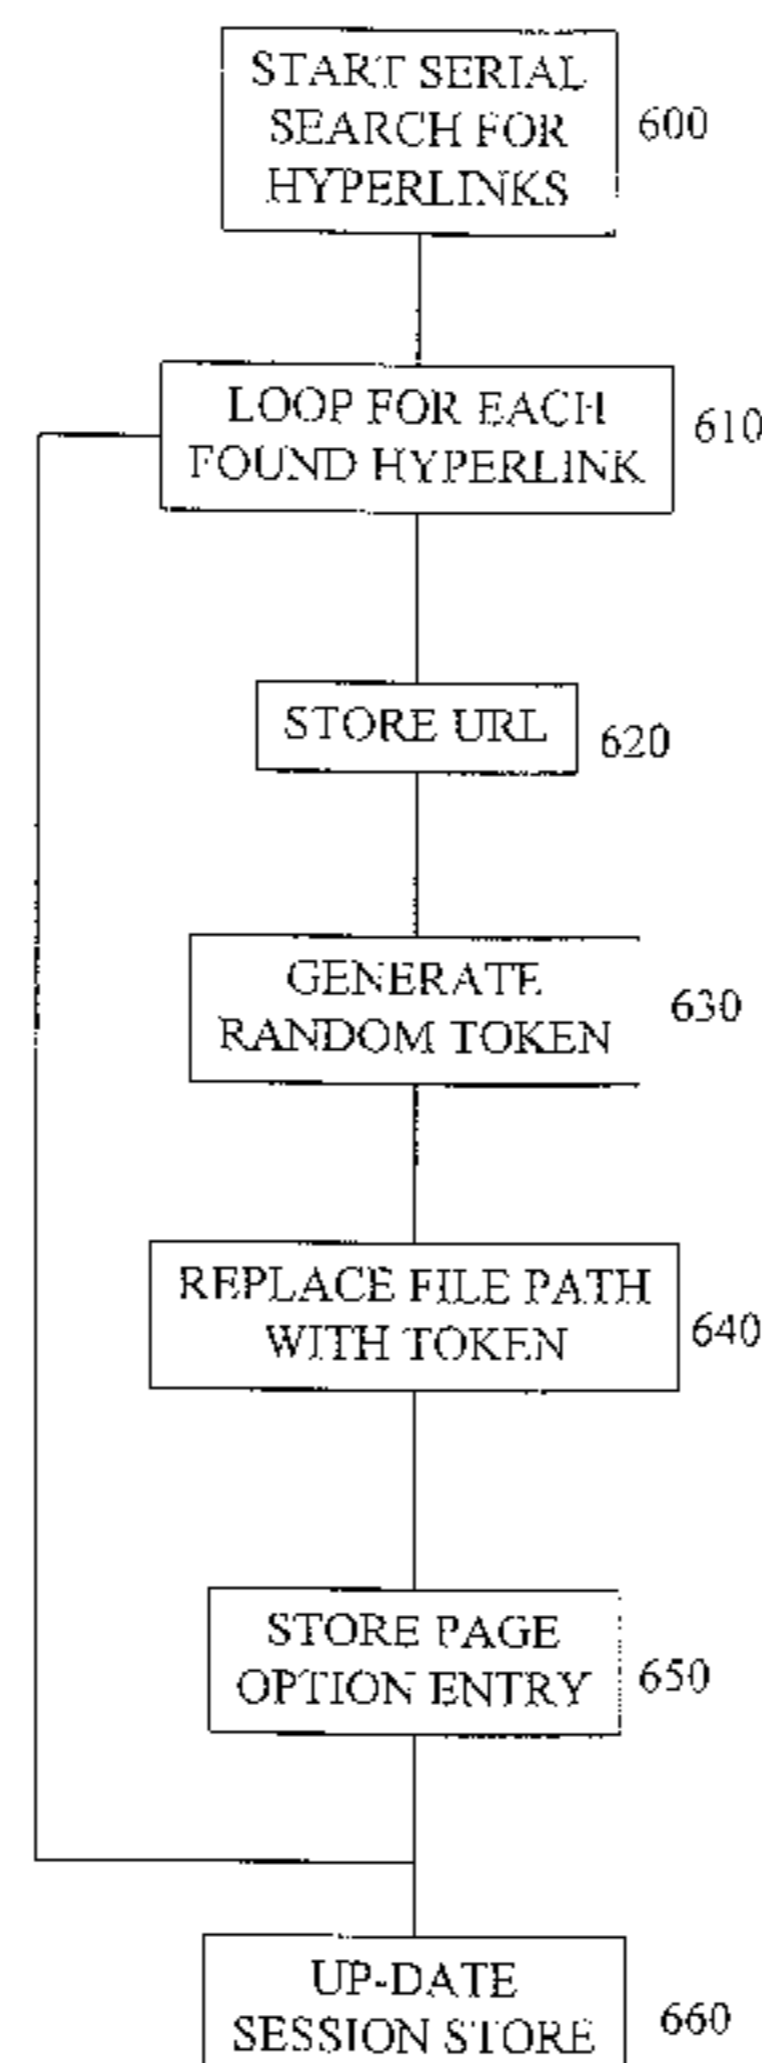 START SERIAL
SEARCH FOR
HYPERLINKS
600
LOOP FOR EACH
FOUND HYPERLINK
610
STORE URL
620
GENERATE
RANDOM TOKEN
630
REPLACE FILE PATH
WITH TOKEN
640
STORE PAGE
OPTION ENTRY
650
UP-DATE
SESSION STORE
660